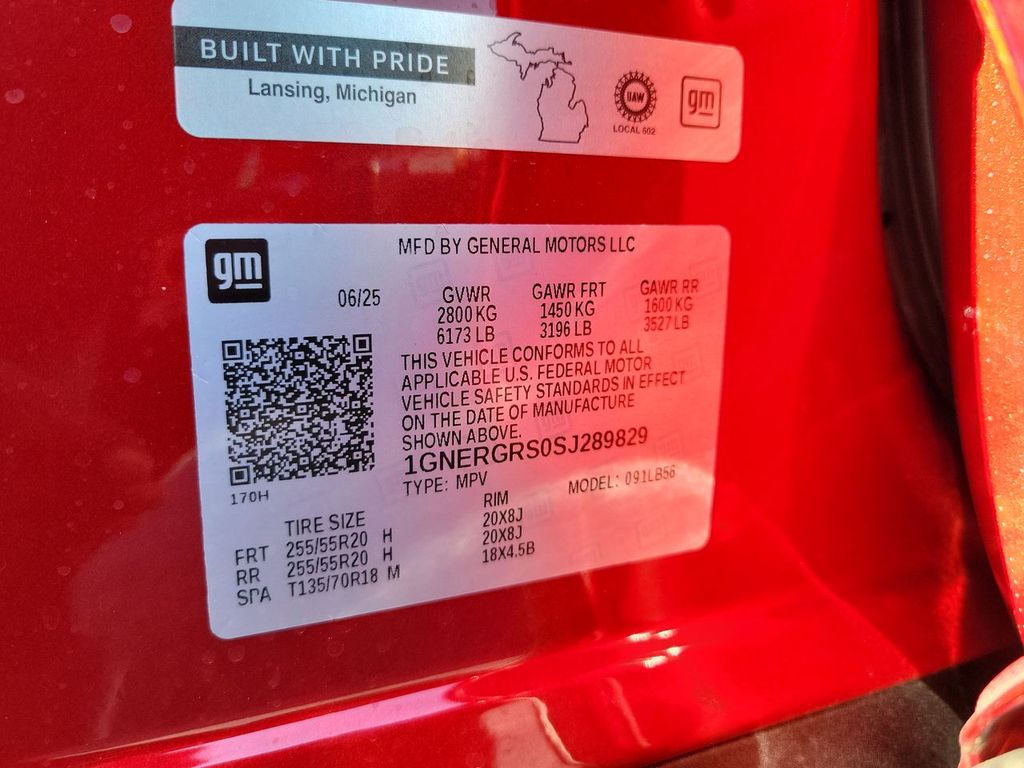 BUILT WITH PRIDE
Lansing, Michigan
UAW
LOCAL 602
gm
gm
MFD BY GENERAL MOTORS LLC
06/25
GVWR GAWR FRT GAWR RR
2800 KG 1450 KG 1600 KG
6173 LB 3196 LB 3527 LB
THIS VEHICLE CONFORMS TO ALL
APPLICABLE U.S. FEDERAL MOTOR
VEHICLE SAFETY STANDARDS IN EFFECT
ON THE DATE OF MANUFACTURE
SHOWN ABOVE.
1GNERGRS0SJ289829
TYPE: MPV MODEL: 091LB56
170H
TIRE SIZE RIM
FRT 255/55R20 H 20X8J
RR 255/55R20 H 20X8J
SPA T135/70R18 M 18X4.5B